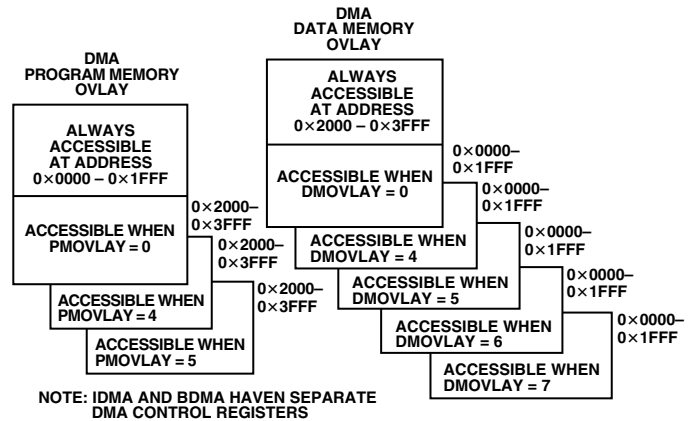 DMA
PROGRAM MEMORY
OVLAY
ALWAYS
ACCESSIBLE
AT ADDRESS
0×0000 – 0×1FFF
ACCESSIBLE WHEN
PMOVLAY = 0
0×2000–
0×3FFF
ACCESSIBLE WHEN
PMOVLAY = 4
0×2000–
0×3FFF
ACCESSIBLE WHEN
PMOVLAY = 5
0×2000–
0×3FFF
DMA
DATA MEMORY
OVLAY
ALWAYS
ACCESSIBLE
AT ADDRESS
0×2000 – 0×3FFF
ACCESSIBLE WHEN
DMOVLAY = 0
0×0000–
0×1FFF
ACCESSIBLE WHEN
DMOVLAY = 4
0×0000–
0×1FFF
ACCESSIBLE WHEN
DMOVLAY = 5
0×0000–
0×1FFF
ACCESSIBLE WHEN
DMOVLAY = 6
0×0000–
0×1FFF
ACCESSIBLE WHEN
DMOVLAY = 7
0×0000–
0×1FFF
NOTE: IDMA AND BDMA HAVEN SEPARATE
DMA CONTROL REGISTERS